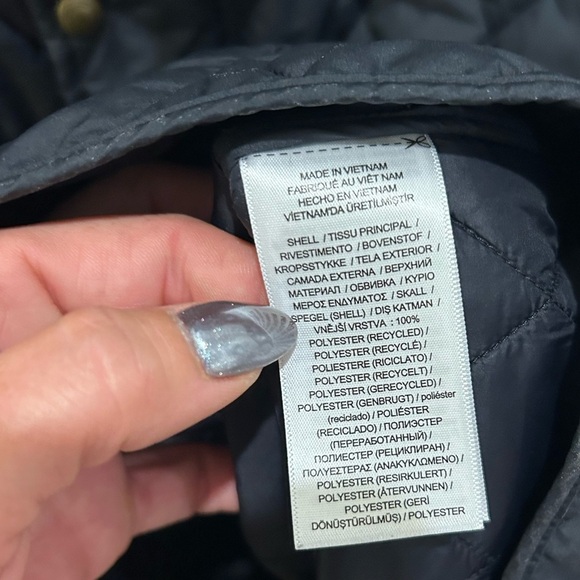 MADE IN VIETNAM
FABRIQUÉ AU VIÊT NAM
HECHO EN VIETNAM
VİETNAM'DA ÜRETİLMİŞTİR
SHELL / TISSU PRINCIPAL /
RIVESTIMENTO / BOVENSTOF /
KROPSSTYKKE / TELA EXTERIOR /
CAMADA EXTERNA / ВЕРХНИЙ
МАТЕРИАЛ / ОБВИВКА / ΚΥΡΙΟ
ΜΕΡΟΣ ΕΝΔΥΜΑΤΟΣ / SKALL /
SPEGEL (SHELL) / DIŞ KATMAN /
VNĚJŠÍ VRSTVA : 100%
POLYESTER (RECYCLED) /
POLYESTER (RECYCLÉ) /
POLIESTERE (RICICLATO) /
POLYESTER (RECYCELT) /
POLYESTER (GERECYCLED) /
POLYESTER (GENBRUGT) / poliéster
(reciclado) / POLIÉSTER
(RECICLADO) / ПОЛИЭСТЕР
(ПЕРЕРАБОТАННЫЙ) /
ПОЛИЕСТЕР (РЕЦИКЛИРАН) /
ΠΟΛΥΕΣΤΕΡΑΣ (ΑΝΑΚΥΚΛΩΜΕΝΟ) /
POLYESTER (RESIRKULERT) /
POLYESTER (ÅTERVUNNEN) /
POLYESTER (GERİ
DÖNÜŞTÜRÜLMÜŞ) / POLYESTER